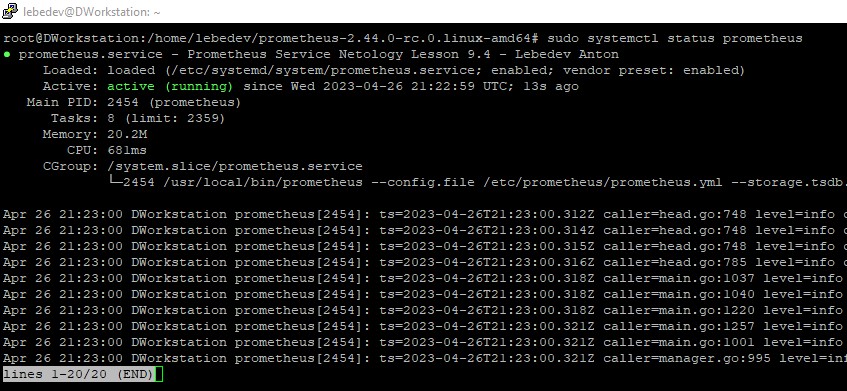 lebedev@DWorkstation: ~
root@DWorkstation:/home/lebedev/prometheus-2.44.0-rc.0.linux-amd64# sudo systemctl status prometheus
● prometheus.service - Prometheus Service Netology Lesson 9.4 - Lebedev Anton
Loaded: loaded (/etc/systemd/system/prometheus.service; enabled; vendor preset: enabled)
Active: active (running) since Wed 2023-04-26 21:22:59 UTC; 13s ago
Main PID: 2454 (prometheus)
Tasks: 8 (limit: 2359)
Memory: 20.2M
CPU: 681ms
CGroup: /system.slice/prometheus.service
└─2454 /usr/local/bin/prometheus --config.file /etc/prometheus/prometheus.yml --storage.tsdb.
Apr 26 21:23:00 DWorkstation prometheus[2454]: ts=2023-04-26T21:23:00.312Z caller=head.go:748 level=info c
Apr 26 21:23:00 DWorkstation prometheus[2454]: ts=2023-04-26T21:23:00.314Z caller=head.go:748 level=info c
Apr 26 21:23:00 DWorkstation prometheus[2454]: ts=2023-04-26T21:23:00.315Z caller=head.go:748 level=info c
Apr 26 21:23:00 DWorkstation prometheus[2454]: ts=2023-04-26T21:23:00.316Z caller=head.go:785 level=info c
Apr 26 21:23:00 DWorkstation prometheus[2454]: ts=2023-04-26T21:23:00.318Z caller=main.go:1037 level=info
Apr 26 21:23:00 DWorkstation prometheus[2454]: ts=2023-04-26T21:23:00.318Z caller=main.go:1040 level=info
Apr 26 21:23:00 DWorkstation prometheus[2454]: ts=2023-04-26T21:23:00.318Z caller=main.go:1220 level=info
Apr 26 21:23:00 DWorkstation prometheus[2454]: ts=2023-04-26T21:23:00.321Z caller=main.go:1257 level=info
Apr 26 21:23:00 DWorkstation prometheus[2454]: ts=2023-04-26T21:23:00.321Z caller=main.go:1001 level=info
Apr 26 21:23:00 DWorkstation prometheus[2454]: ts=2023-04-26T21:23:00.321Z caller=manager.go:995 level=inf
lines 1-20/20 (END)